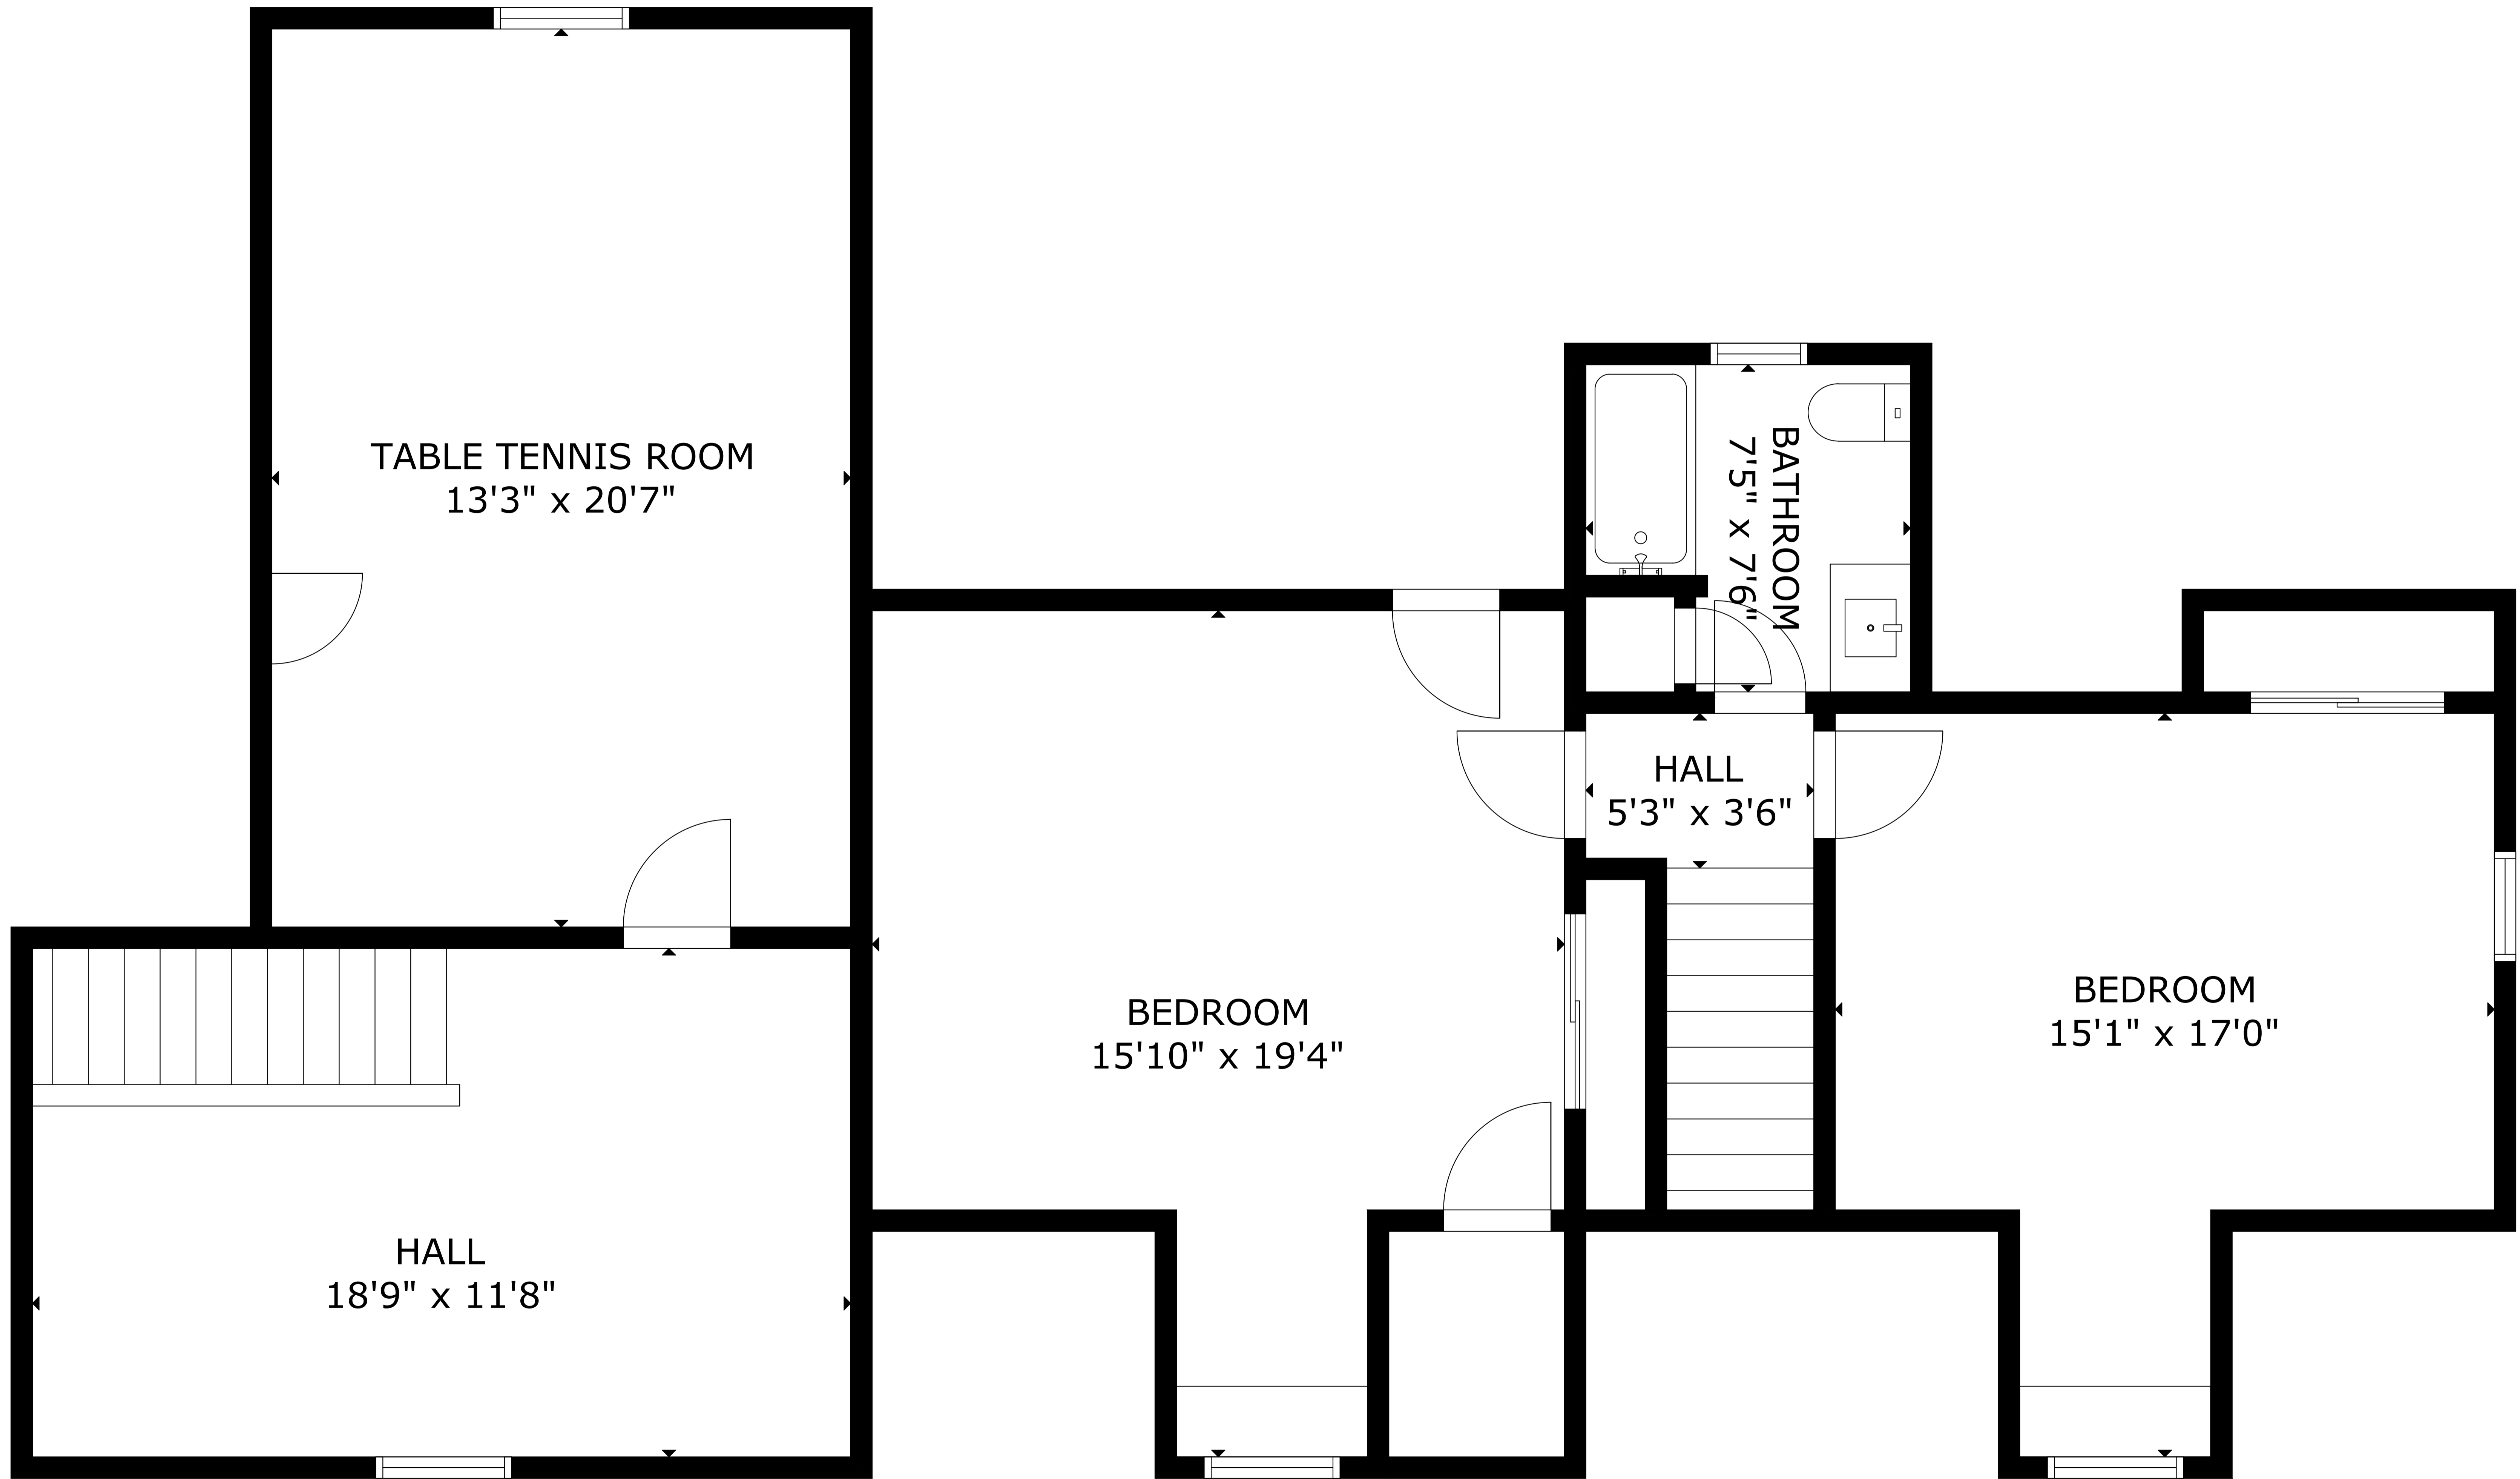 TABLE TENNIS ROOM
13'3" x 20'7"
BATHROOM
7'5" x 7'6"
HALL
5'3" x 3'6"
BEDROOM
15'10" x 19'4"
BEDROOM
15'1" x 17'0"
HALL
18'9" x 11'8"